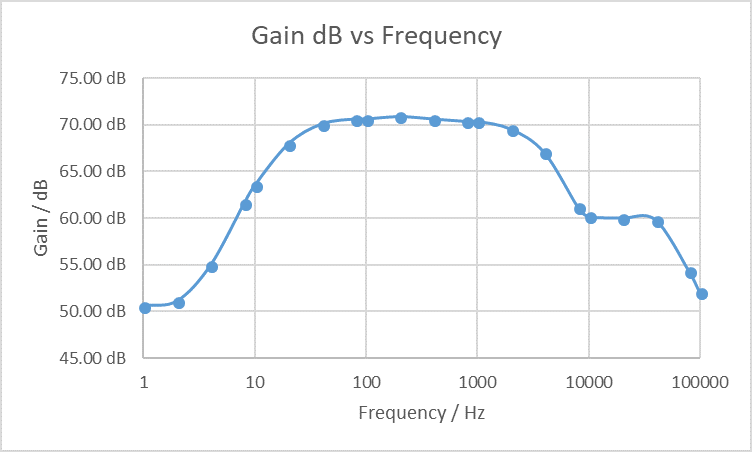 Gain dB vs Frequency
75.00 dB
70.00 dB
65.00 dB
60.00 dB
55.00 dB
50.00 dB
45.00 dB
Gain / dB
1 10 100 1000 10000 100000
Frequency / Hz